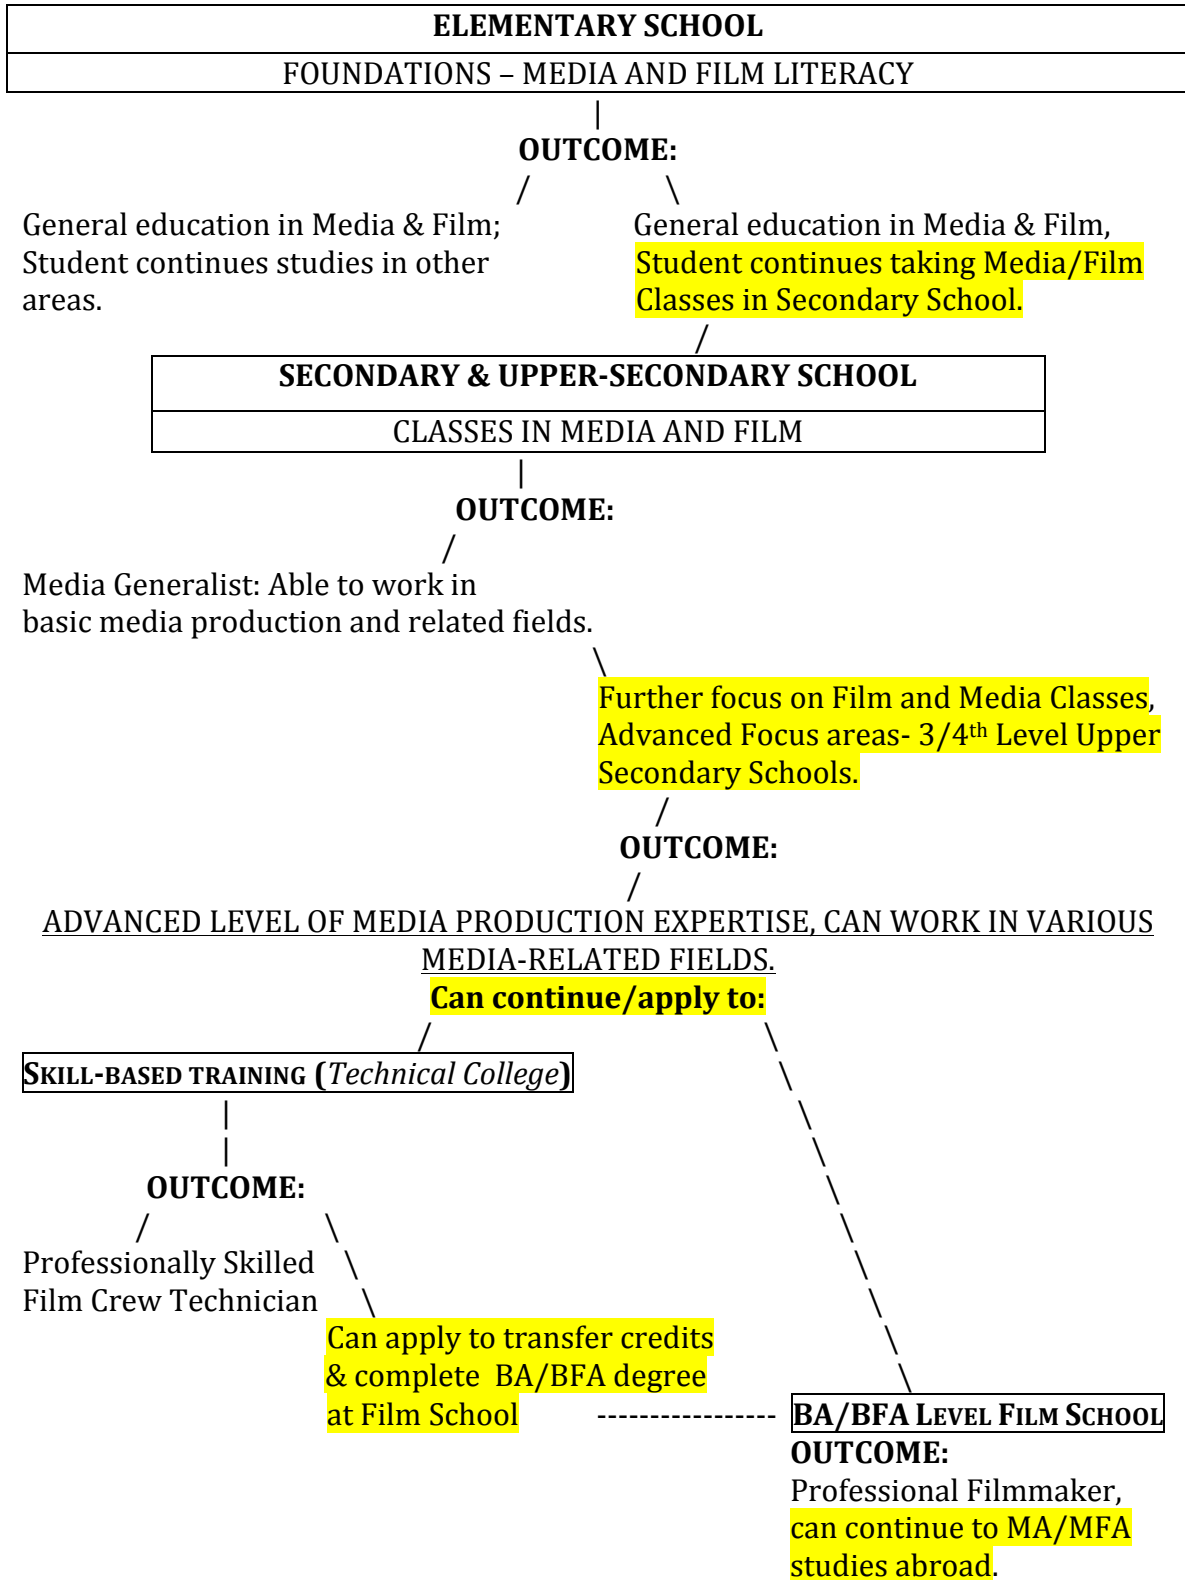 ELEMENTARY SCHOOL
FOUNDATIONS – MEDIA AND FILM LITERACY
|
OUTCOME:
/ \
General education in Media & Film;
Student continues studies in other
areas.
General education in Media & Film,
Student continues taking Media/Film
Classes in Secondary School.
/
SECONDARY & UPPER-SECONDARY SCHOOL
CLASSES IN MEDIA AND FILM
|
OUTCOME:
/
Media Generalist: Able to work in
basic media production and related fields.
\
Further focus on Film and Media Classes,
Advanced Focus areas- 3/4th Level Upper
Secondary Schools.
/
OUTCOME:
/
ADVANCED LEVEL OF MEDIA PRODUCTION EXPERTISE, CAN WORK IN VARIOUS
MEDIA-RELATED FIELDS.
Can continue/apply to:
/ \
SKILL-BASED TRAINING (Technical College)
|
|
OUTCOME:
/ \
Professionally Skilled
Film Crew Technician
Can apply to transfer credits
& complete BA/BFA degree
at Film School ----------------- BA/BFA LEVEL FILM SCHOOL
OUTCOME:
Professional Filmmaker,
can continue to MA/MFA
studies abroad.